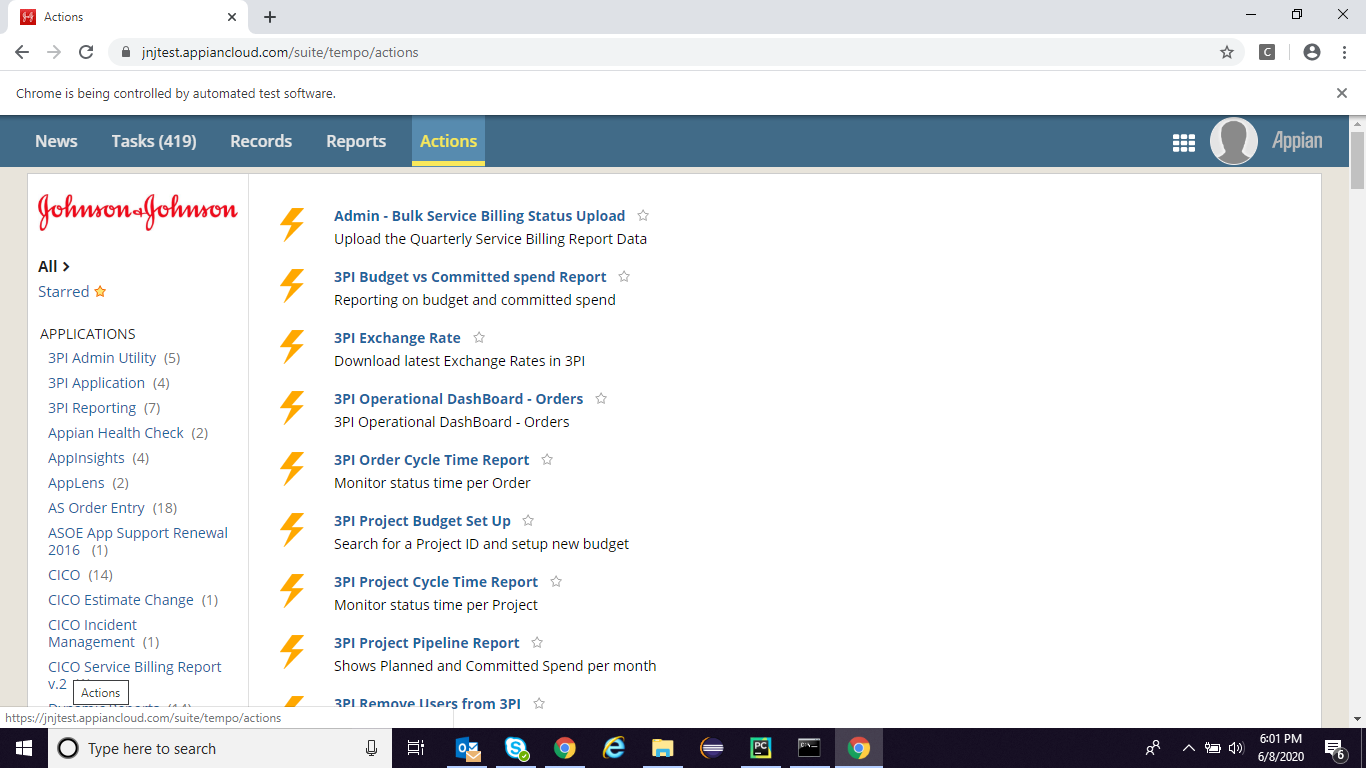 Actions
jnjtest.appiancloud.com/suite/tempo/actions
C
Chrome is being controlled by automated test software.
News
Tasks (419)
Records
Reports
Actions
Appian
Johnson & Johnson
All
Starred
APPLICATIONS
3PI Admin Utility (5)
3PI Application (4)
3PI Reporting (7)
Appian Health Check (2)
AppInsights (4)
AppLens (2)
AS Order Entry (18)
ASOE App Support Renewal
2016 (1)
CICO (14)
CICO Estimate Change (1)
CICO Incident
Management (1)
CICO Service Billing Report
v.2
Actions
https://jnjtest.appiancloud.com/suite/tempo/actions
Admin - Bulk Service Billing Status Upload
Upload the Quarterly Service Billing Report Data
3PI Budget vs Committed spend Report
Reporting on budget and committed spend
3PI Exchange Rate
Download latest Exchange Rates in 3PI
3PI Operational DashBoard - Orders
3PI Operational DashBoard - Orders
3PI Order Cycle Time Report
Monitor status time per Order
3PI Project Budget Set Up
Search for a Project ID and setup new budget
3PI Project Cycle Time Report
Monitor status time per Project
3PI Project Pipeline Report
Shows Planned and Committed Spend per month
3PI Remove Users from 3PI
Type here to search
PC
6:01 PM
6/8/2020
6